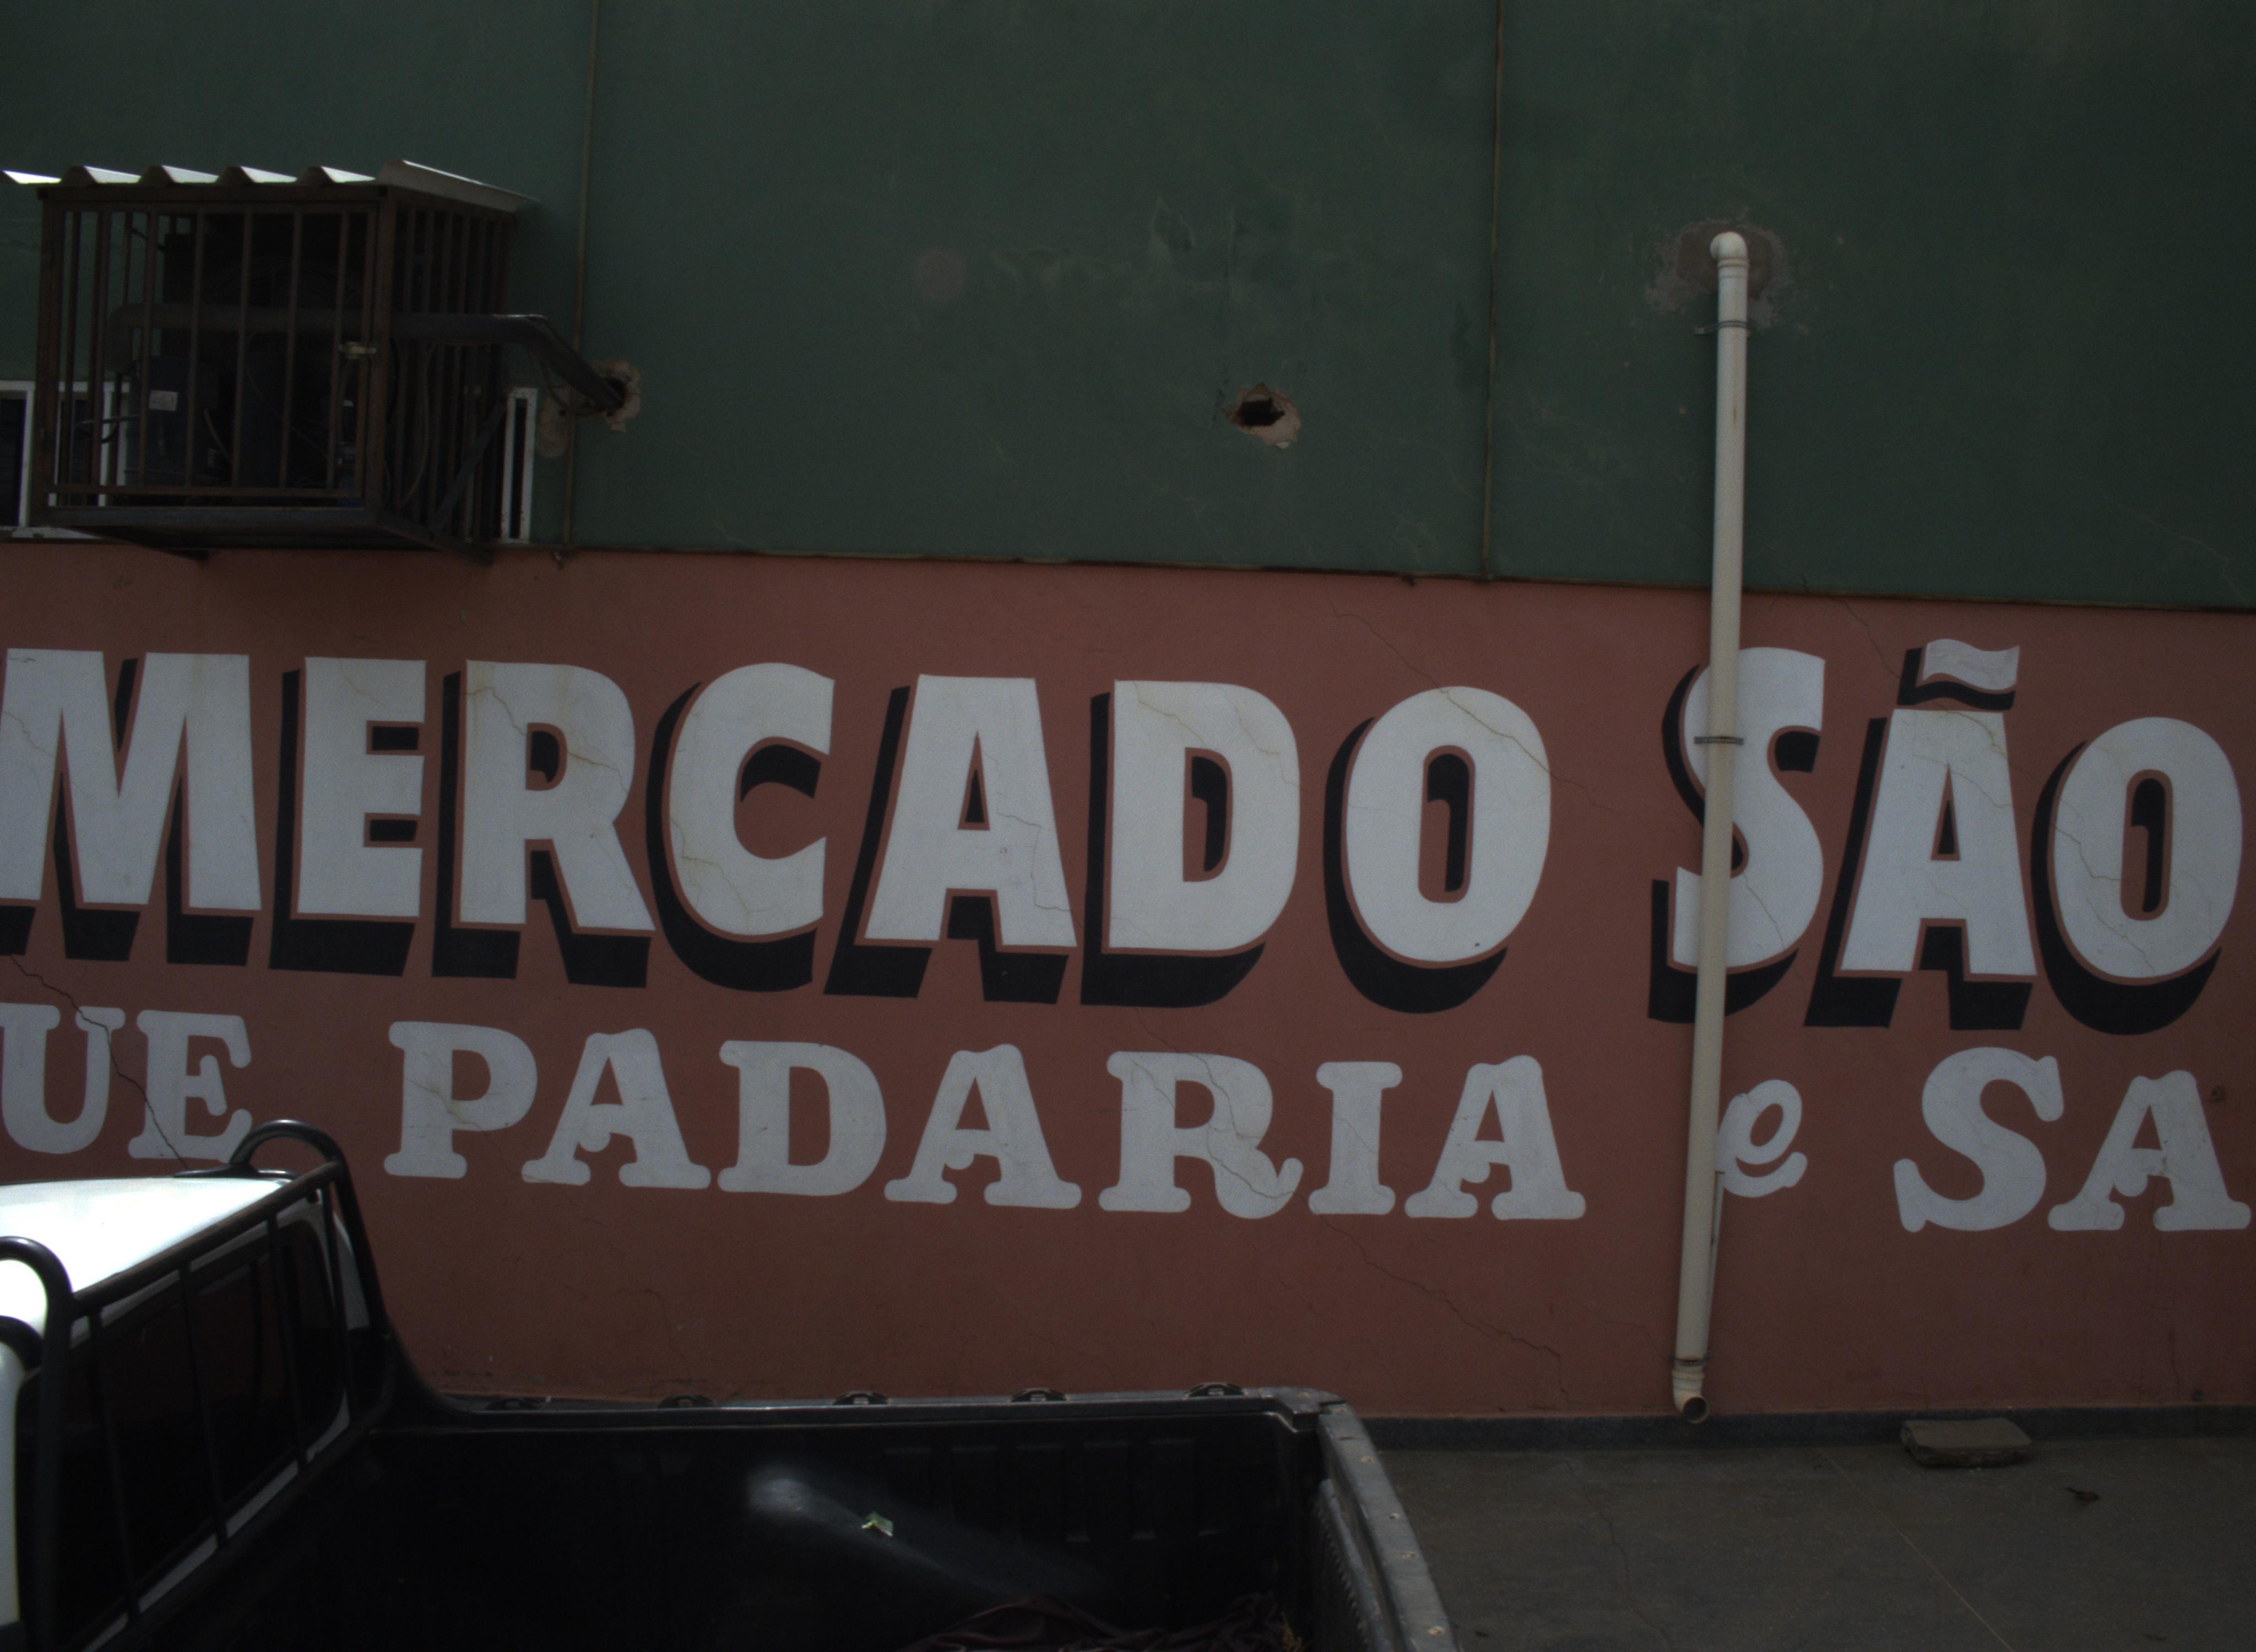 MERCADO SÃO
UE PADARIA e SA